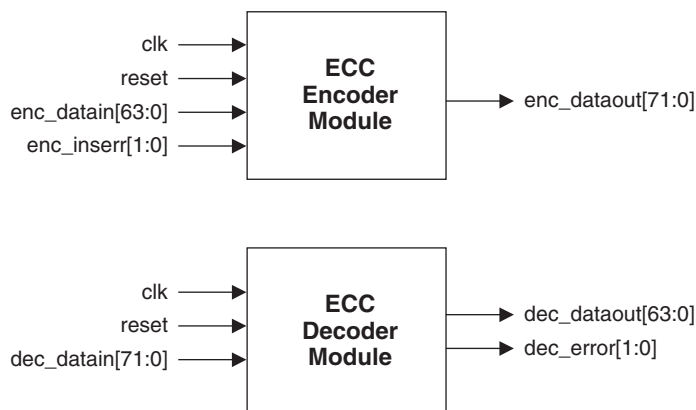 clk
reset
enc_datain[63:0]
enc_inserr[1:0]
ECC
Encoder
Module
enc_dataout[71:0]
clk
reset
dec_datain[71:0]
ECC
Decoder
Module
dec_dataout[63:0]
dec_error[1:0]